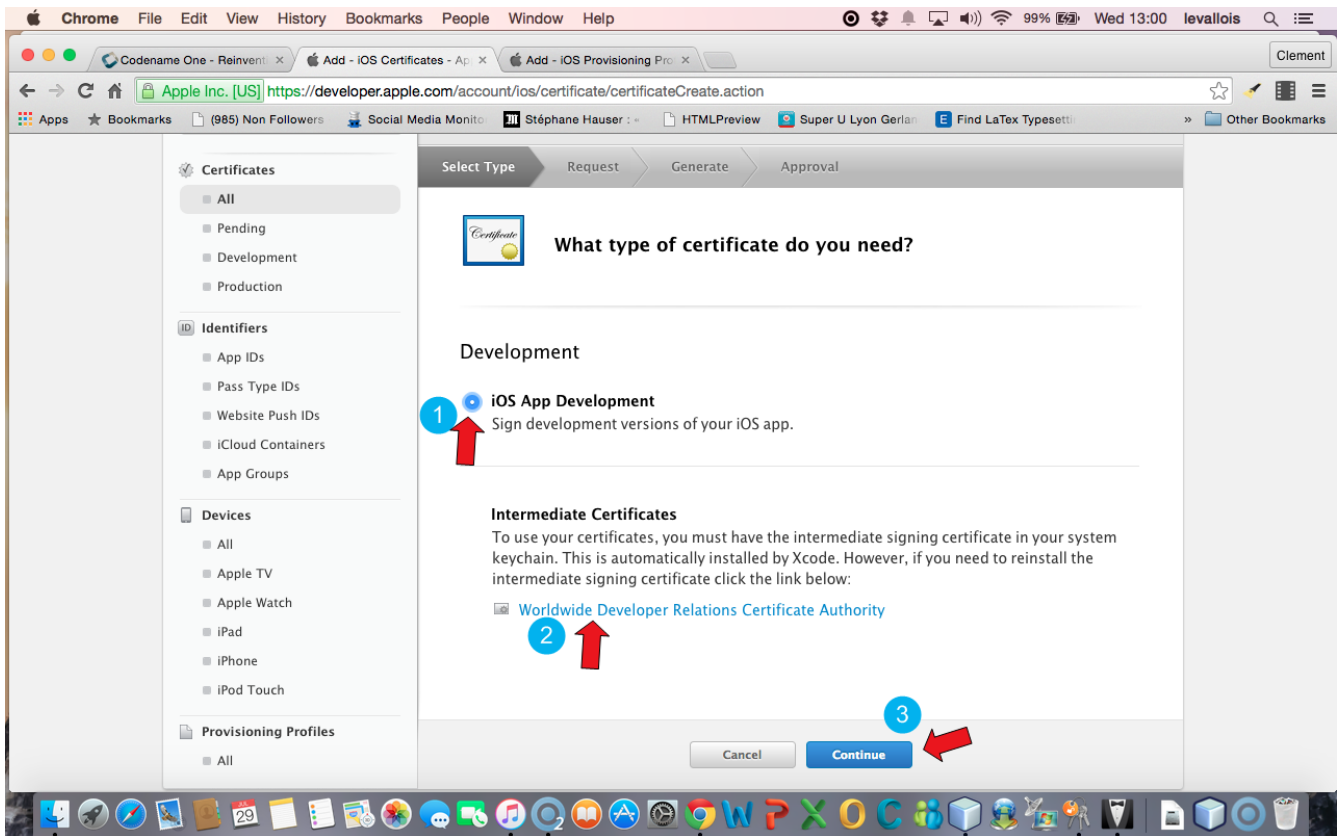 Chrome File Edit View History Bookmarks People Window Help 99% Wed 13:00 levallois
Codename One - Reinventi Add - iOS Certificates - Ap Add - iOS Provisioning Pro Clement
Apple Inc. [US] https://developer.apple.com/account/ios/certificate/certificateCreate.action
Apps Bookmarks (985) Non Followers Social Media Monito Stéphane Hauser : - HTMLPreview Super U Lyon Gerlan Find LaTex Typesetti » Other Bookmarks
Certificates
All
Pending
Development
Production
ID Identifiers
App IDs
Pass Type IDs
Website Push IDs
iCloud Containers
App Groups
Devices
All
Apple TV
Apple Watch
iPad
iPhone
iPod Touch
Provisioning Profiles
All
Select Type Request Generate Approval
Certificate
What type of certificate do you need?
Development
1
iOS App Development
Sign development versions of your iOS app.
Intermediate Certificates
To use your certificates, you must have the intermediate signing certificate in your system
keychain. This is automatically installed by Xcode. However, if you need to reinstall the
intermediate signing certificate click the link below:
Worldwide Developer Relations Certificate Authority
2
3
Cancel Continue
29